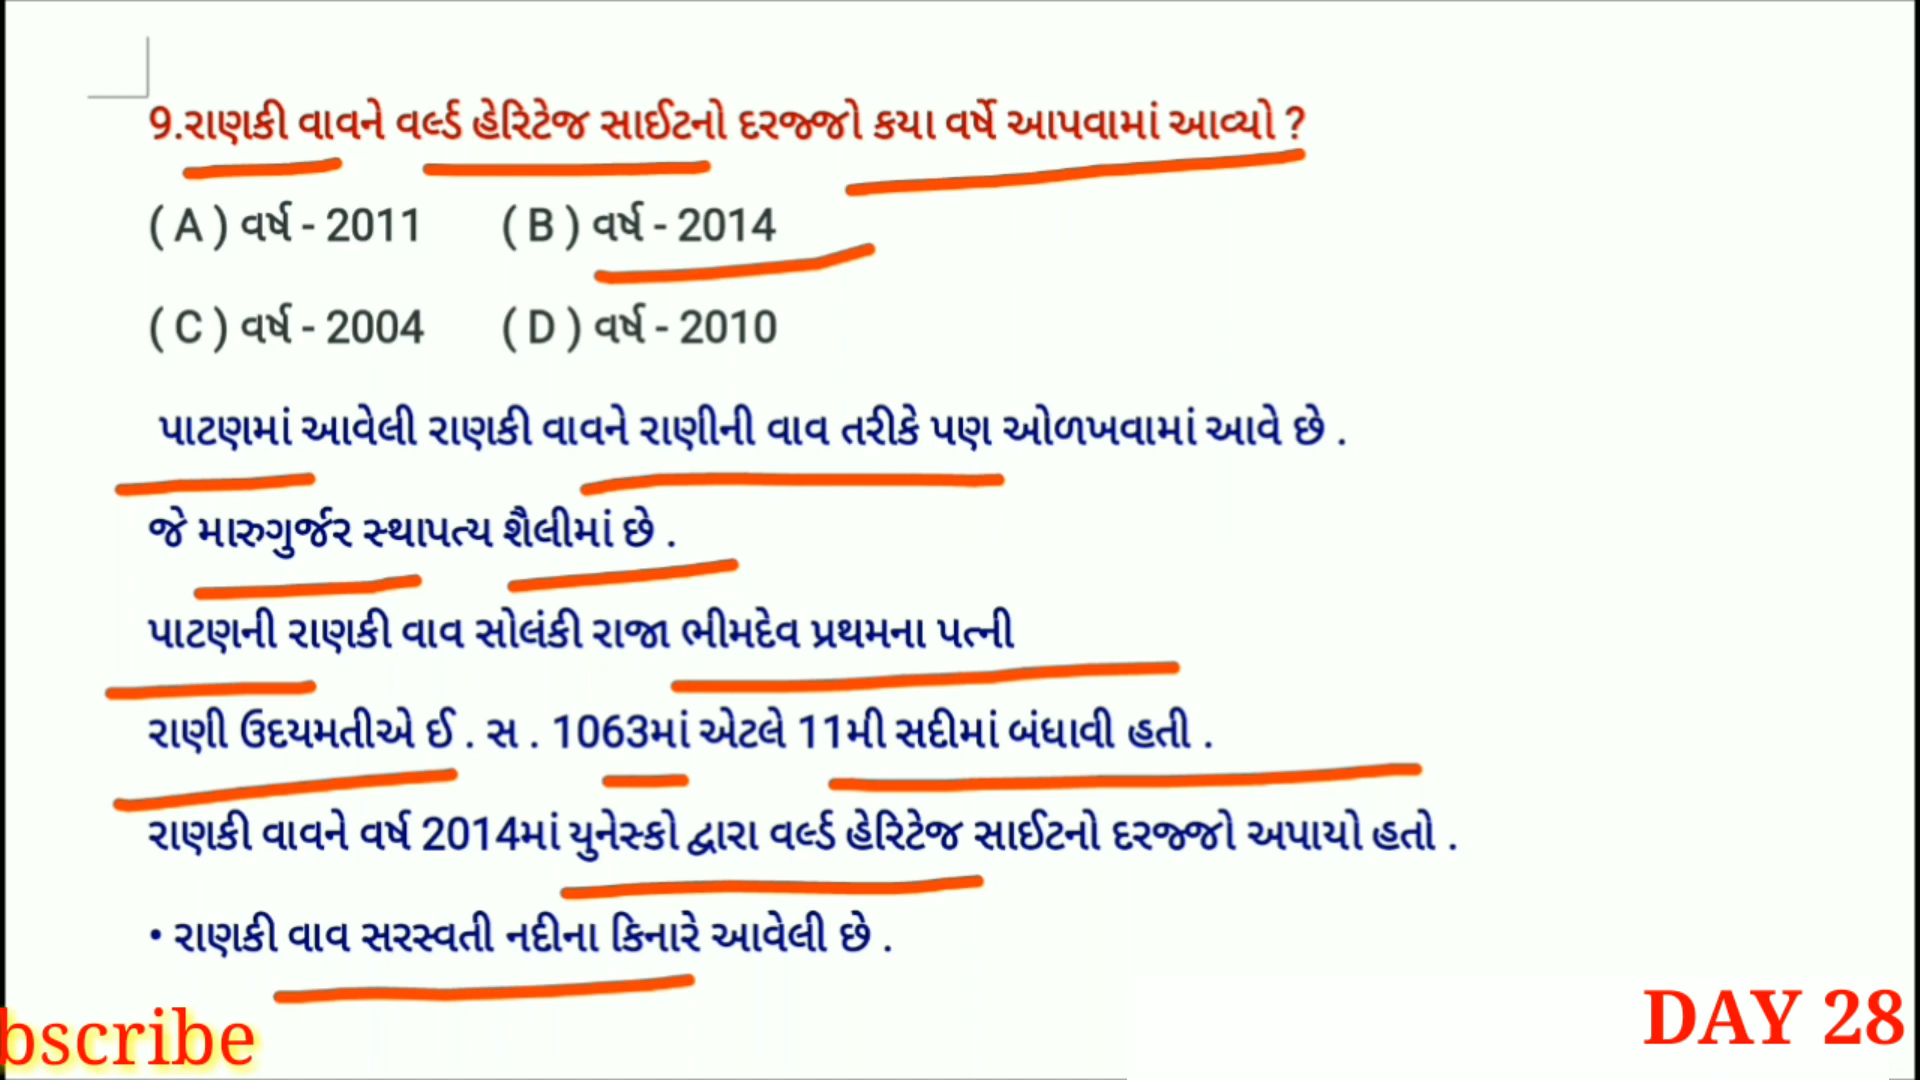 9.રાણકી વાવને વર્લ્ડ હેરિટેજ સાઈટનો દરજ્જો કયા વર્ષે આપવામાં આવ્યો ?
( A ) વર્ષ - 2011 ( B ) વર્ષ - 2014
( C ) વર્ષ - 2004 ( D ) વર્ષ - 2010
પાટણમાં આવેલી રાણકી વાવને રાણીની વાવ તરીકે પણ ઓળખવામાં આવે છે .
જે મારુગુર્જર સ્થાપત્ય શૈલીમાં છે .
પાટણની રાણકી વાવ સોલંકી રાજા ભીમદેવ પ્રથમના પત્ની
રાણી ઉદયમતીએ ઈ . સ . 1063માં એટલે 11મી સદીમાં બંધાવી હતી .
રાણકી વાવને વર્ષ 2014માં યુનેસ્કો દ્વારા વર્લ્ડ હેરિટેજ સાઈટનો દરજ્જો અપાયો હતો .
• રાણકી વાવ સરસ્વતી નદીના કિનારે આવેલી છે .
bscribe
DAY 28